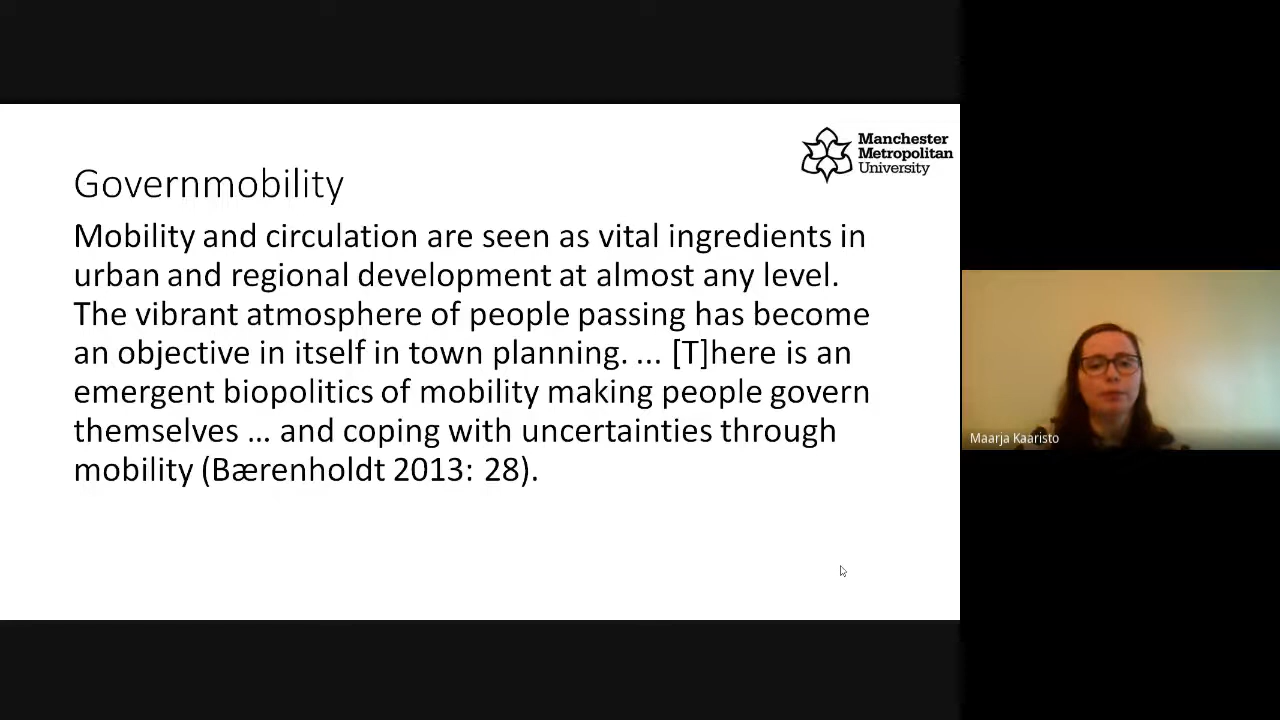 Manchester
Metropolitan
University
Governmobility
Mobility and circulation are seen as vital ingredients in
urban and regional development at almost any level.
The vibrant atmosphere of people passing has become
an objective in itself in town planning. ... [T]here is an
emergent biopolitics of mobility making people govern
themselves ... and coping with uncertainties through
mobility (Bærenholdt 2013: 28).
Maarja Kaaristo